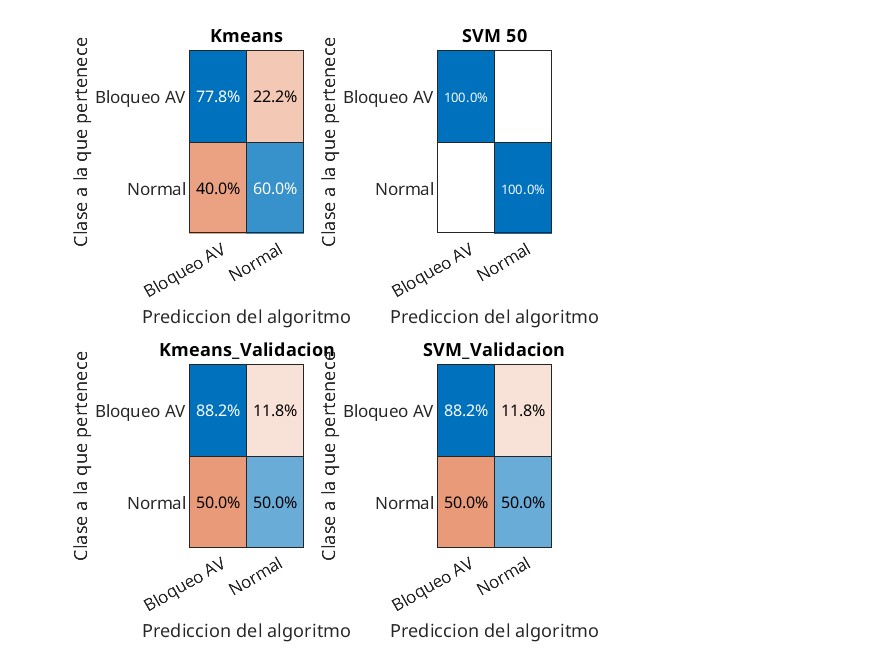 Kmeans
Clase a la que pertenece
Bloqueo AV
77.8%
22.2%
Normal
40.0%
60.0%
Bloqueo AV
Normal
Prediccion del algoritmo
SVM 50
Clase a la que pertenece
Bloqueo AV
100.0%
Normal
100.0%
Bloqueo AV
Normal
Prediccion del algoritmo
Kmeans_Validacion
Clase a la que pertenece
Bloqueo AV
88.2%
11.8%
Normal
50.0%
50.0%
Bloqueo AV
Normal
Prediccion del algoritmo
SVM_Validacion
Clase a la que pertenece
Bloqueo AV
88.2%
11.8%
Normal
50.0%
50.0%
Bloqueo AV
Normal
Prediccion del algoritmo